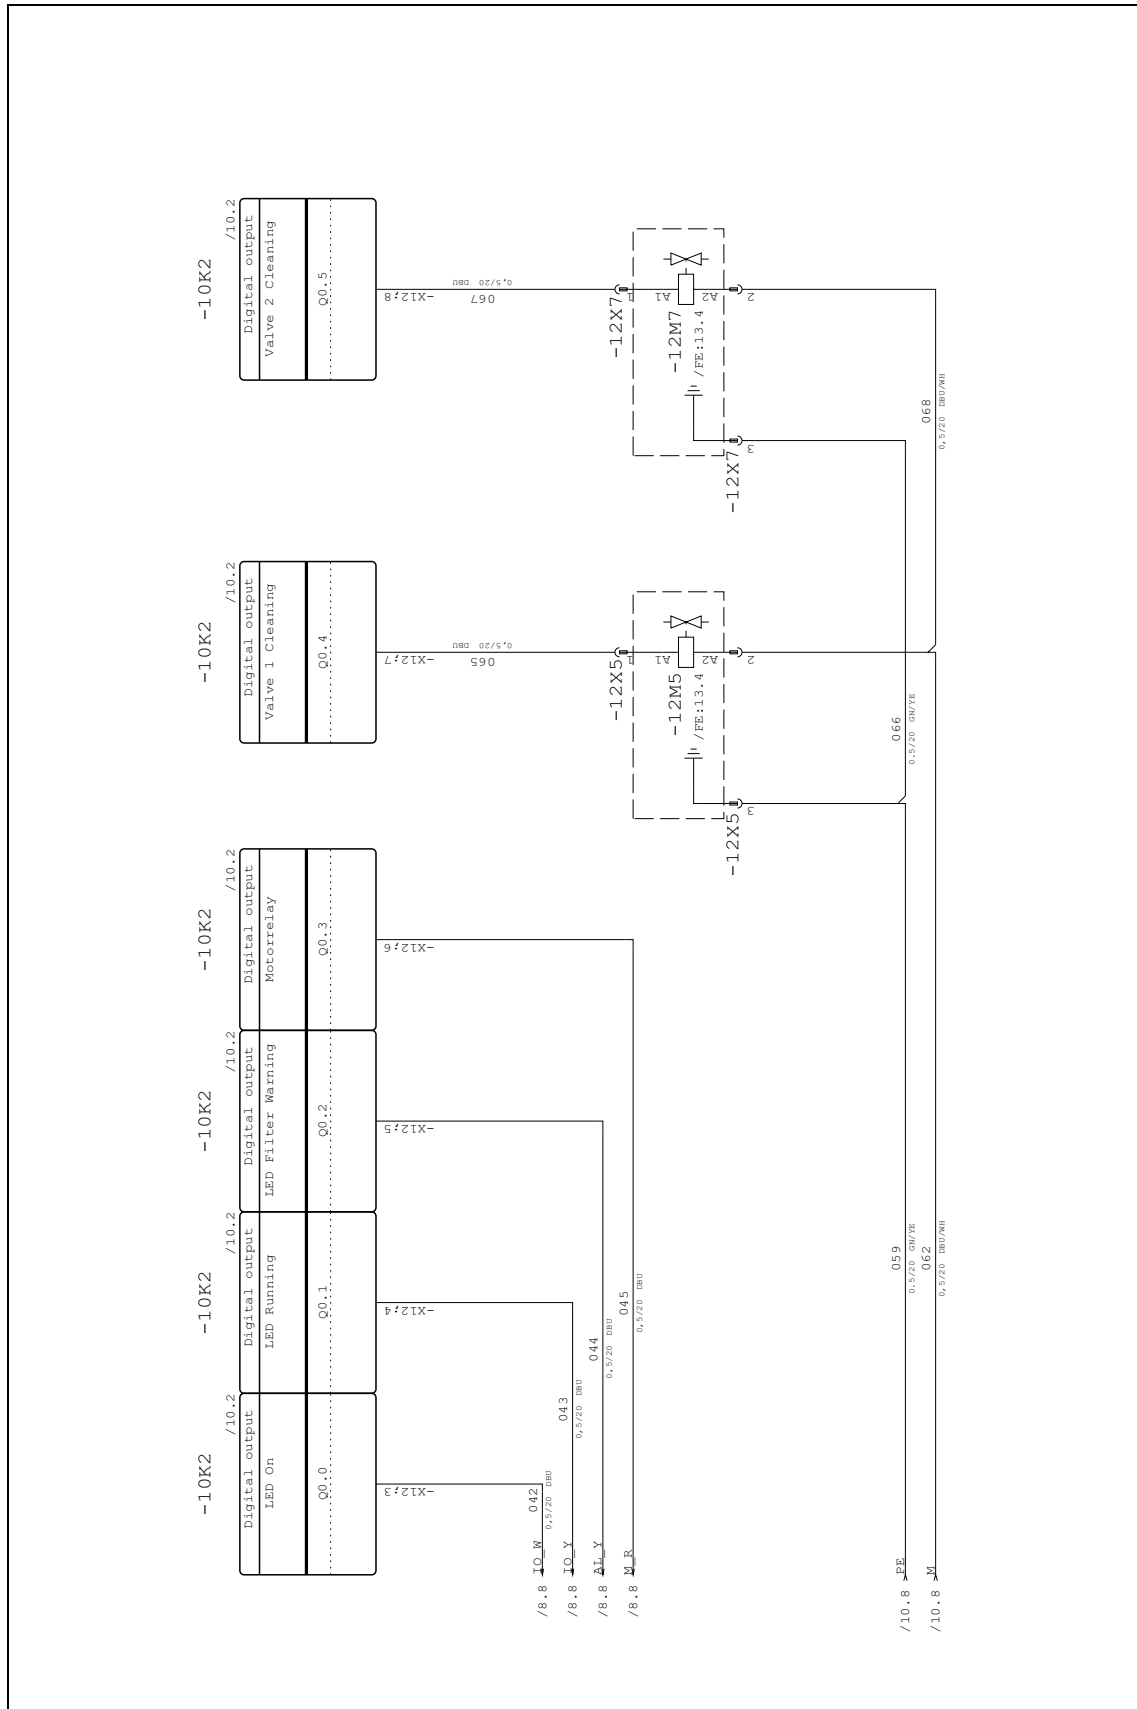 -10K2
/10.2
Digital output
LED On
Q0.0
-X12;3
-10K2
/10.2
Digital output
LED Running
Q0.1
-X12;4
-10K2
/10.2
Digital output
LED Filter Warning
Q0.2
-X12;5
-10K2
/10.2
Digital output
Motorrelay
Q0.3
-X12;6
-10K2
/10.2
Digital output
Valve 1 Cleaning
Q0.4
-X12;7
-10K2
/10.2
Digital output
Valve 2 Cleaning
Q0.5
-X12;8
065
0,5/20 DBU
067
0,5/20 DBU
/8.8 IO_W
042
0,5/20 DBU
/8.8 IO_Y
043
0,5/20 DBU
/8.8 AL_Y
044
0,5/20 DBU
/8.8 M_R
045
0,5/20 DBU
-12X5
1
A1
-12M5
/FE:13.4
A2
2
3
-12X5
-12X7
1
A1
-12M7
/FE:13.4
A2
2
3
-12X7
/10.8 PE
059
0.5/20 GN/YE
066
0.5/20 GN/YE
/10.8 M
062
0,5/20 DBU/WH
068
0,5/20 DBU/WH